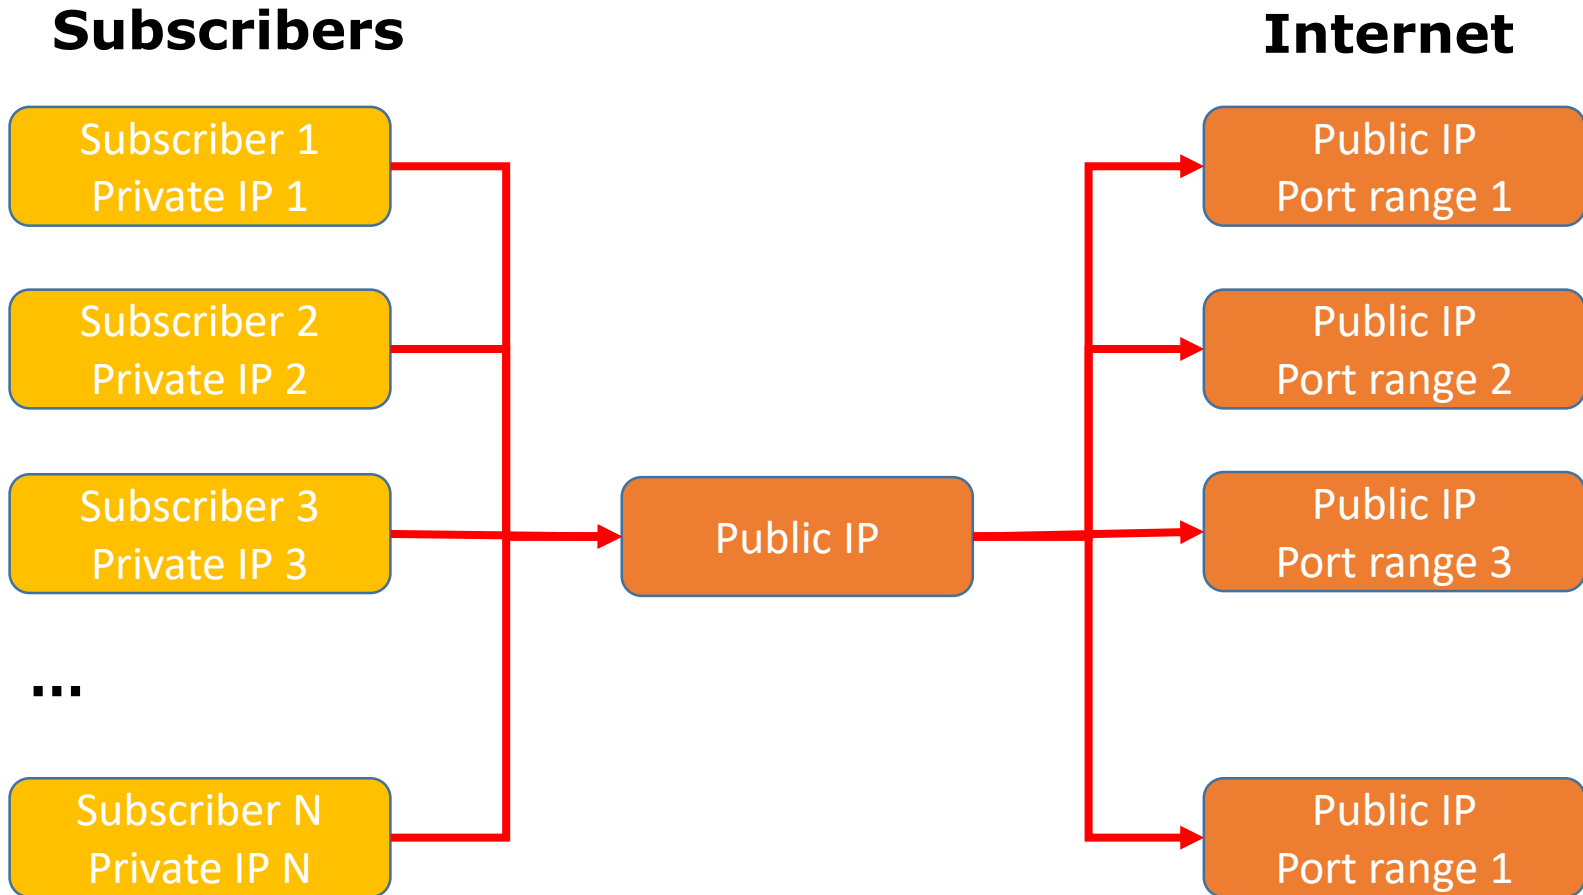 Subscribers
Internet
Subscriber 1
Private IP 1
Public IP
Port range 1
Subscriber 2
Private IP 2
Public IP
Port range 2
Subscriber 3
Private IP 3
Public IP
Public IP
Port range 3
...
Subscriber N
Private IP N
Public IP
Port range 1